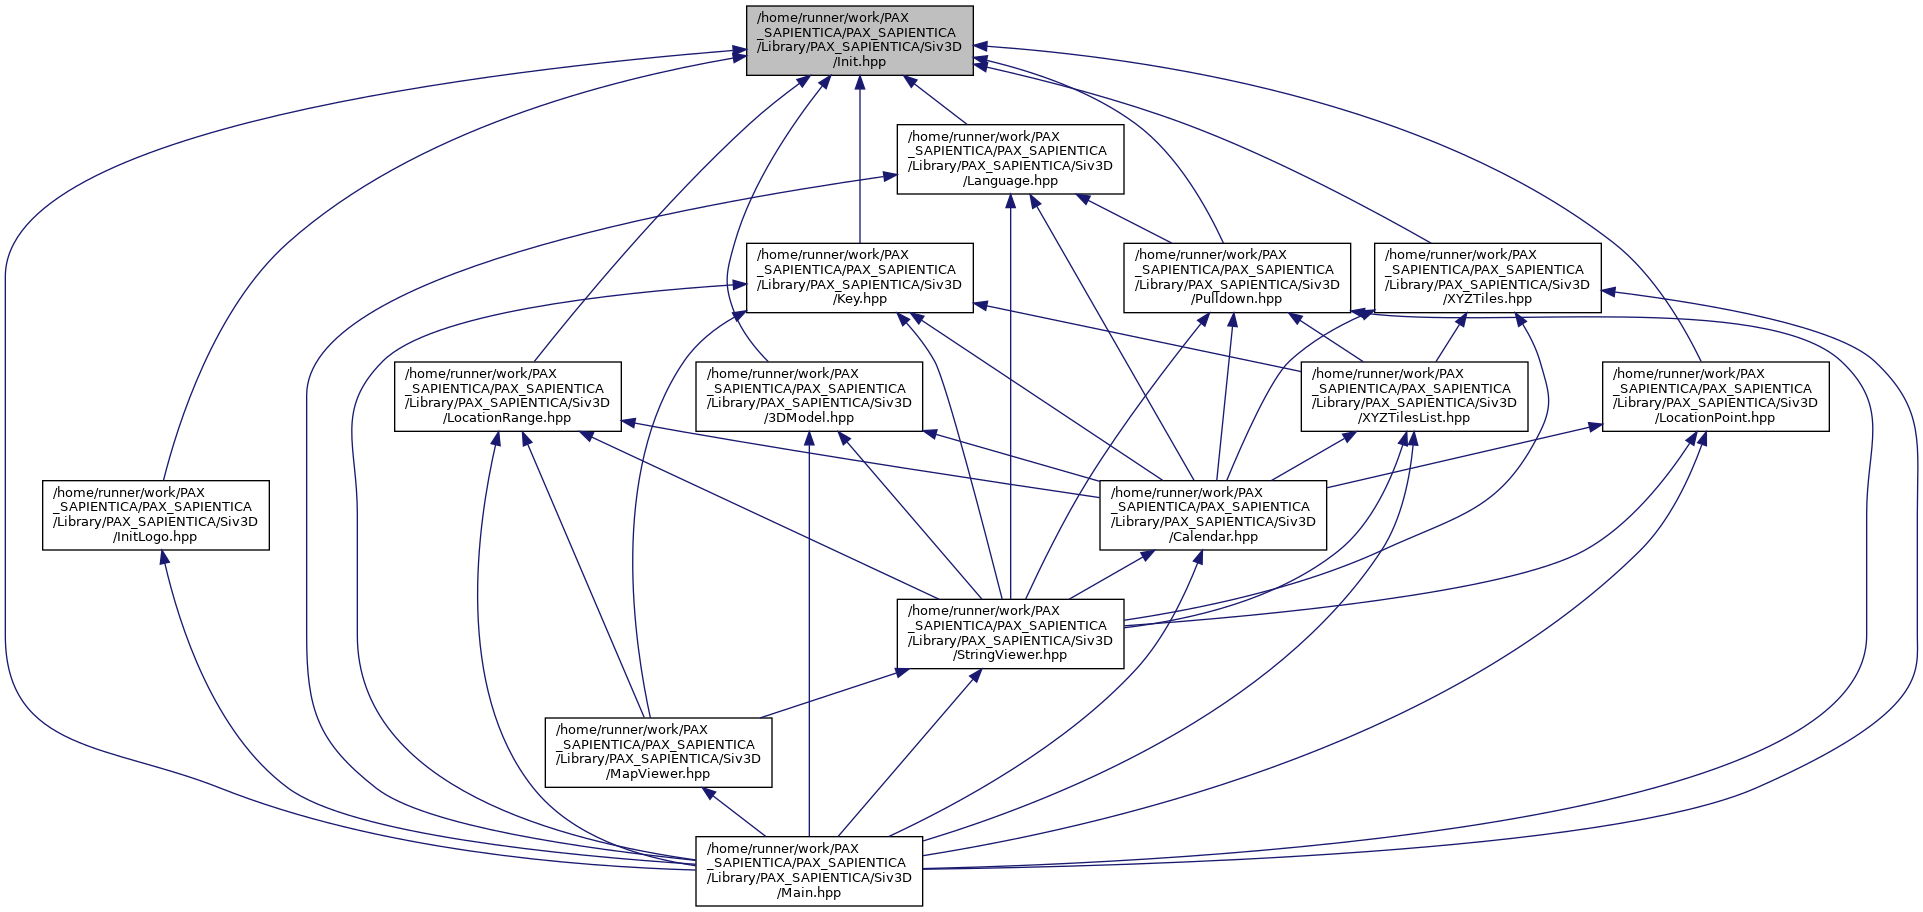 /home/runner/work/PAX
_SAPIENTICA/PAX_SAPIENTICA
/Library/PAX_SAPIENTICA/Siv3D
/Init.hpp
/home/runner/work/PAX
_SAPIENTICA/PAX_SAPIENTICA
/Library/PAX_SAPIENTICA/Siv3D
/Language.hpp
/home/runner/work/PAX
_SAPIENTICA/PAX_SAPIENTICA
/Library/PAX_SAPIENTICA/Siv3D
/Key.hpp
/home/runner/work/PAX
_SAPIENTICA/PAX_SAPIENTICA
/Library/PAX_SAPIENTICA/Siv3D
/Pulldown.hpp
/home/runner/work/PAX
_SAPIENTICA/PAX_SAPIENTICA
/Library/PAX_SAPIENTICA/Siv3D
/XYZTiles.hpp
/home/runner/work/PAX
_SAPIENTICA/PAX_SAPIENTICA
/Library/PAX_SAPIENTICA/Siv3D
/LocationRange.hpp
/home/runner/work/PAX
_SAPIENTICA/PAX_SAPIENTICA
/Library/PAX_SAPIENTICA/Siv3D
/3DModel.hpp
/home/runner/work/PAX
_SAPIENTICA/PAX_SAPIENTICA
/Library/PAX_SAPIENTICA/Siv3D
/XYZTilesList.hpp
/home/runner/work/PAX
_SAPIENTICA/PAX_SAPIENTICA
/Library/PAX_SAPIENTICA/Siv3D
/LocationPoint.hpp
/home/runner/work/PAX
_SAPIENTICA/PAX_SAPIENTICA
/Library/PAX_SAPIENTICA/Siv3D
/InitLogo.hpp
/home/runner/work/PAX
_SAPIENTICA/PAX_SAPIENTICA
/Library/PAX_SAPIENTICA/Siv3D
/Calendar.hpp
/home/runner/work/PAX
_SAPIENTICA/PAX_SAPIENTICA
/Library/PAX_SAPIENTICA/Siv3D
/StringViewer.hpp
/home/runner/work/PAX
_SAPIENTICA/PAX_SAPIENTICA
/Library/PAX_SAPIENTICA/Siv3D
/MapViewer.hpp
/home/runner/work/PAX
_SAPIENTICA/PAX_SAPIENTICA
/Library/PAX_SAPIENTICA/Siv3D
/Main.hpp